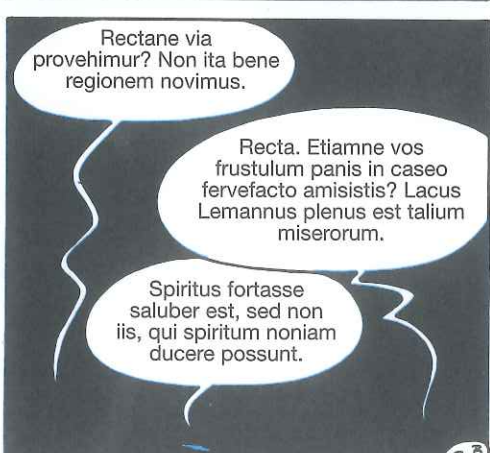 Rectane via
provehimur? Non ita bene
regionem novimus.
Recta. Etiamne vos
frustulum panis in caseo
fervefacto amisistis? Lacus
Lemannus plenus est talium
miserorum.
Spiritus fortasse
saluber est, sed non
iis, qui spiritum noniam
ducere possunt.